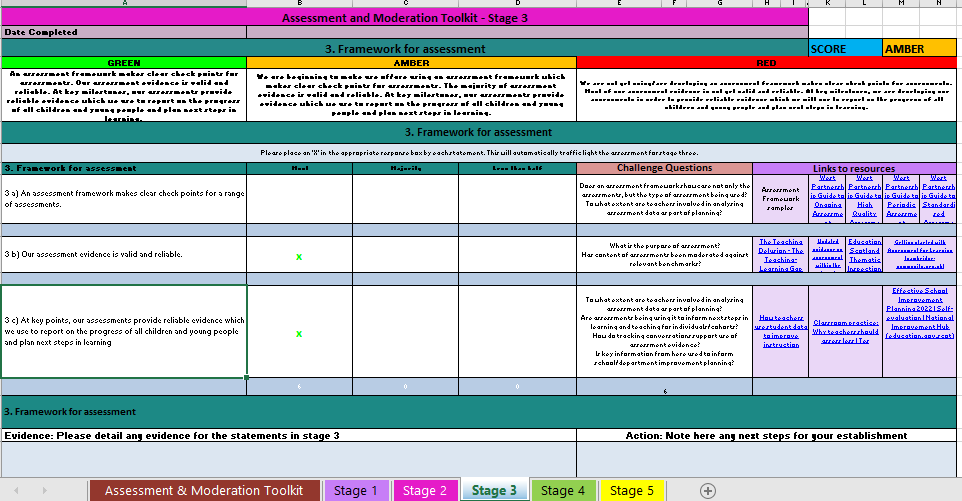 A B C D E F G H I K L M N
Assessment and Moderation Toolkit - Stage 3
Date Completed
3. Framework for assessment SCORE AMBER
GREEN AMBER RED
An assessment framework makes clear check points for
assessments. Our assessment evidence is valid and
reliable. At key milestones, our assessments provide
reliable evidence which we use to report on the progress
of all children and young people and plan next steps in
learning.
We are beginning to make use of/are using an assessment framework which
makes clear check points for assessments. The majority of assessment
evidence is valid and reliable. At key milestones, our assessments provide
evidence which we use to report on the progress of all children and young
people and plan next steps in learning.
We are not yet using/are developing an assessment framework makes clear check points for assessments.
Most of our assessment evidence is not yet valid and reliable. At key milestones, we are developing our
assessments in order to provide reliable evidence which we will use to report on the progress of all
children and young people and plan next steps in learning.
3. Framework for assessment
Please place an 'X' in the appropriate response box by each statement. This will automatically traffic light the assessment for stage three.
3. Framework for assessment Most Majority Less than half Challenge Questions Links to resources
3 a) An assessment framework makes clear check points for a range
of assessments.
Does an assessment framework show case not only the
assessments, but the type of assessment being used?
To what extent are teachers involved in analysing
assessment data as part of planning?
Assessment
Framework
samples
West
Partnersh
ip Guide to
Ongoing
Assessme
West
Partnersh
ip Guide to
High
Quality
West
Partnersh
ip Guide to
Periodic
Assessme
West
Partnersh
ip Guide to
Standardi
sed
3 b) Our assessment evidence is valid and reliable.
X
What is the purpose of assessment?
Has content of assessments been moderated against
relevant benchmarks?
The Teaching
Delusion - The
Teaching-
Learning Gap
Updated
guidance on
assessment
within the
Education
Scotland
Thematic
Inspection
Getting started with
Assessment for Learning
3 c) At key points, our assessments provide reliable evidence which
we use to report on the progress of all children and young people
and plan next steps in learning
X
To what extent are teachers involved in analysing
assessment data as part of planning?
Are assessments being using it to inform next steps in
learning and teaching for individuals/cohorts?
How do tracking conversations support use of
assessment evidence?
Is key information from here used to inform
school/department improvement planning?
How teachers
use student data
to improve
instruction
Classroom practice:
Why teachers should
assess less | Tes
Effective School
Improvement
Planning 2022 | Self-
evaluation | National
Improvement Hub
(education.gov.scot)
6 0 0 6
3. Framework for assessment
Evidence: Please detail any evidence for the statements in stage 3 Action: Note here any next steps for your establishment
Assessment & Moderation Toolkit Stage 1 Stage 2 Stage 3 Stage 4 Stage 5